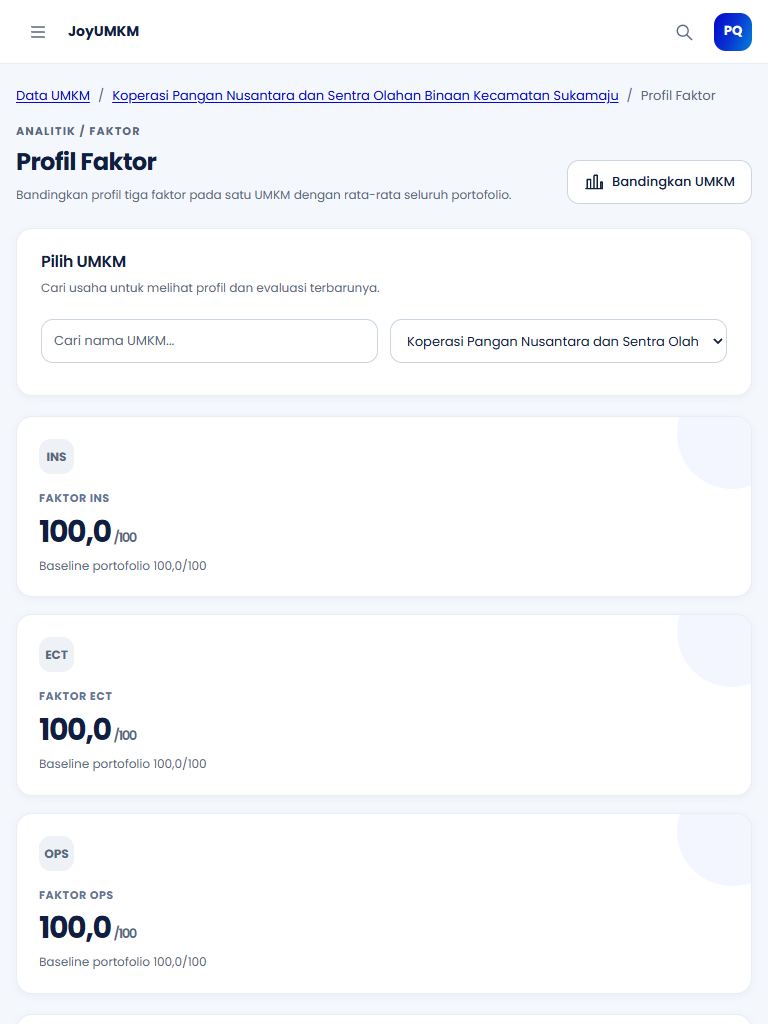 JoyUMKM
PQ
Data UMKM / Koperasi Pangan Nusantara dan Sentra Olahan Binaan Kecamatan Sukamaju / Profil Faktor
ANALITIK / FAKTOR
Profil Faktor
Bandingkan profil tiga faktor pada satu UMKM dengan rata-rata seluruh portofolio.
Bandingkan UMKM
Pilih UMKM
Cari usaha untuk melihat profil dan evaluasi terbarunya.
Cari nama UMKM...
Koperasi Pangan Nusantara dan Sentra Olah
INS
FAKTOR INS
100,0 /100
Baseline portofolio 100,0/100
ECT
FAKTOR ECT
100,0 /100
Baseline portofolio 100,0/100
OPS
FAKTOR OPS
100,0 /100
Baseline portofolio 100,0/100